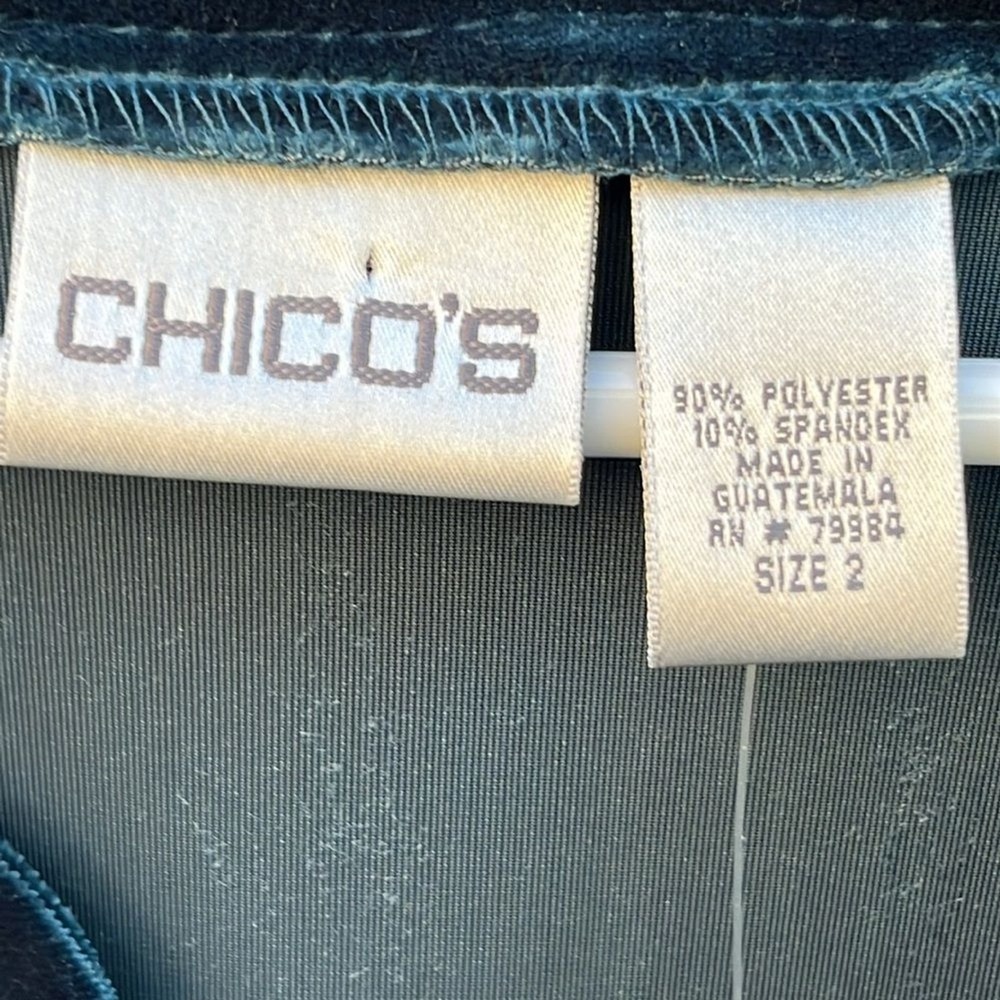 CHICO'S
90% POLYESTER
10% SPANDEX
MADE IN
GUATEMALA
RN # 79984
SIZE 2